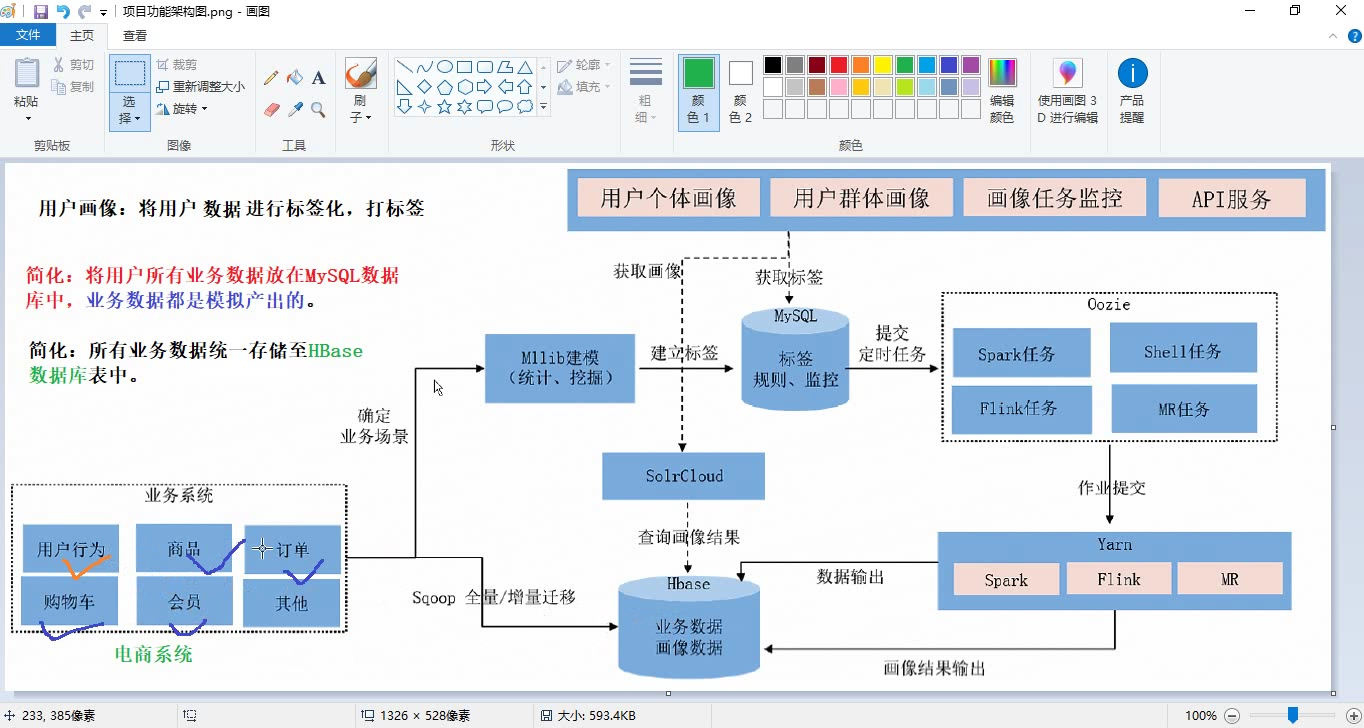 项目功能架构图.png - 画图
文件 主页 查看
粘贴
剪切
复制
剪贴板
选
择
裁剪
重新调整大小
旋转
图像
A
工具
刷
子
轮廓
填充
形状
粗
细
颜
色 1
颜
色 2
编辑
颜色
颜色
使用画图 3
D 进行编辑
产品
提醒
用户画像：将用户 数据 进行标签化，打标签
简化：将用户所有业务数据放在MySQL数据
库中，业务数据都是模拟产出的。
简化：所有业务数据统一存储至HBase
数据库表中。
用户个体画像
用户群体画像
画像任务监控
API服务
获取画像
获取标签
Mllib建模
（统计、挖掘）
建立标签
MySQL
标签
规则、监控
提交
定时任务
Oozie
Spark任务
Shell任务
Flink任务
MR任务
确定
业务场景
SolrCloud
作业提交
业务系统
用户行为
商品
订单
购物车
会员
其他
电商系统
查询画像结果
Sqoop 全量/增量迁移
Hbase
业务数据
画像数据
数据输出
Yarn
Spark
Flink
MR
画像结果输出
233, 385像素
1326 × 528像素
大小: 593.4KB
100%